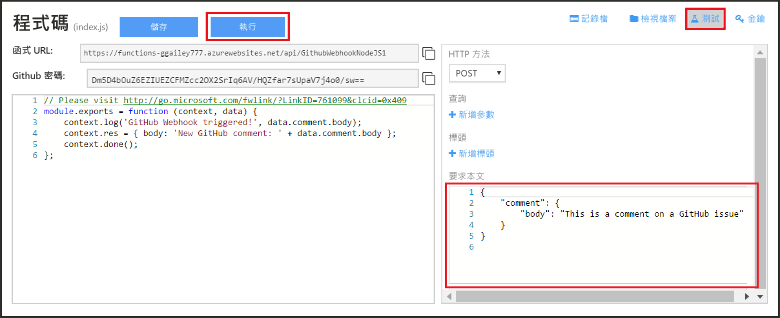 程式碼 (index.js)
儲存
執行
記錄檔
檢視檔案
測試
金鑰
函式 URL:
https://functions-ggailey777.azurewebsites.net/api/GithubWebhookNodeJS1
Github 密碼:
Dm5D4bOuZ6EZIUEZCFMZcc2OX2SrIq6AV/HQZfar7sUpaV7j4o0/sw==
1 // Please visit http://go.microsoft.com/fwlink/?LinkID=761099&clcid=0x409
2 module.exports = function (context, data) {
3 context.log('GitHub Webhook triggered!', data.comment.body);
4 context.res = { body: 'New GitHub comment: ' + data.comment.body };
5 context.done();
6 };
HTTP 方法
POST
查詢
+ 新增參數
標頭
+ 新增標頭
要求本文
1 {
2 "comment": {
3 "body": "This is a comment on a GitHub issue"
4 }
5 }
6